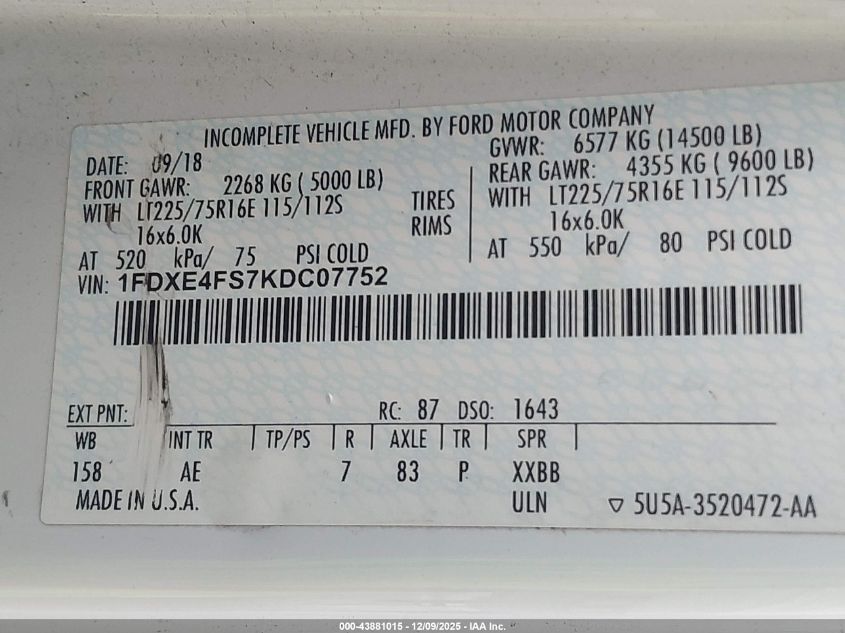 INCOMPLETE VEHICLE MFD. BY FORD MOTOR COMPANY
DATE: 09/18
GVWR: 6577 KG (14500 LB)
FRONT GAWR: 2268 KG ( 5000 LB)
REAR GAWR: 4355 KG ( 9600 LB)
WITH LT225/75R16E 115/112S TIRES WITH LT225/75R16E 115/112S
16x6.0K RIMS 16x6.0K
AT 520 kPa/ 75 PSI COLD AT 550 kPa/ 80 PSI COLD
VIN: 1FDXE4FS7KDC07752
EXT PNT: RC: 87 DSO: 1643
WB INT TR TP/PS R AXLE TR SPR
158 AE 7 83 P XXBB
MADE IN U.S.A. ULN ▽ 5U5A-3520472-AA
000-43881015 - 12/09/2025 - IAA Inc.